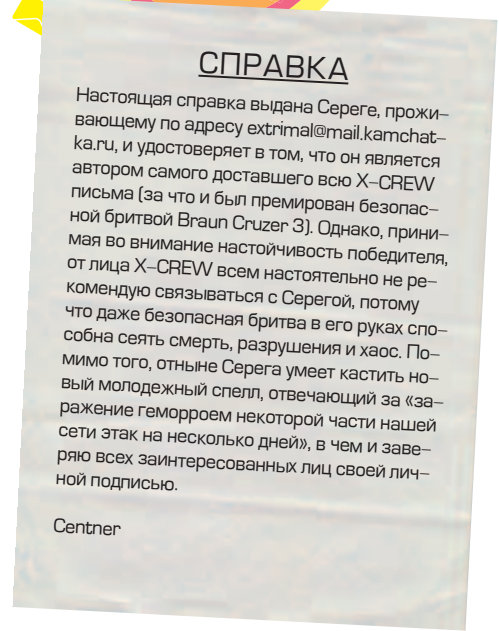 СПРАВКА
Настоящая справка выдана Сереге, прожи-
вающему по адресу extrimal@mail.kamchat-
ka.ru, и удостоверяет в том, что он является
автором самого доставшего всю X-CREW
письма (за что и был премирован безопас-
ной бритвой Braun Cruzer 3). Однако, прини-
мая во внимание настойчивость победителя,
от лица X-CREW всем настоятельно не ре-
комендую связываться с Серегой, потому
что даже безопасная бритва в его руках спо-
собна сеять смерть, разрушения и хаос. По-
мимо того, отныне Серега умеет кастить но-
вый молодежный спелл, отвечающий за «за-
ражение геморроем некоторой части нашей
сети этак на несколько дней», в чем и заве-
ряю всех заинтересованных лиц своей лич-
ной подписью.
Centner